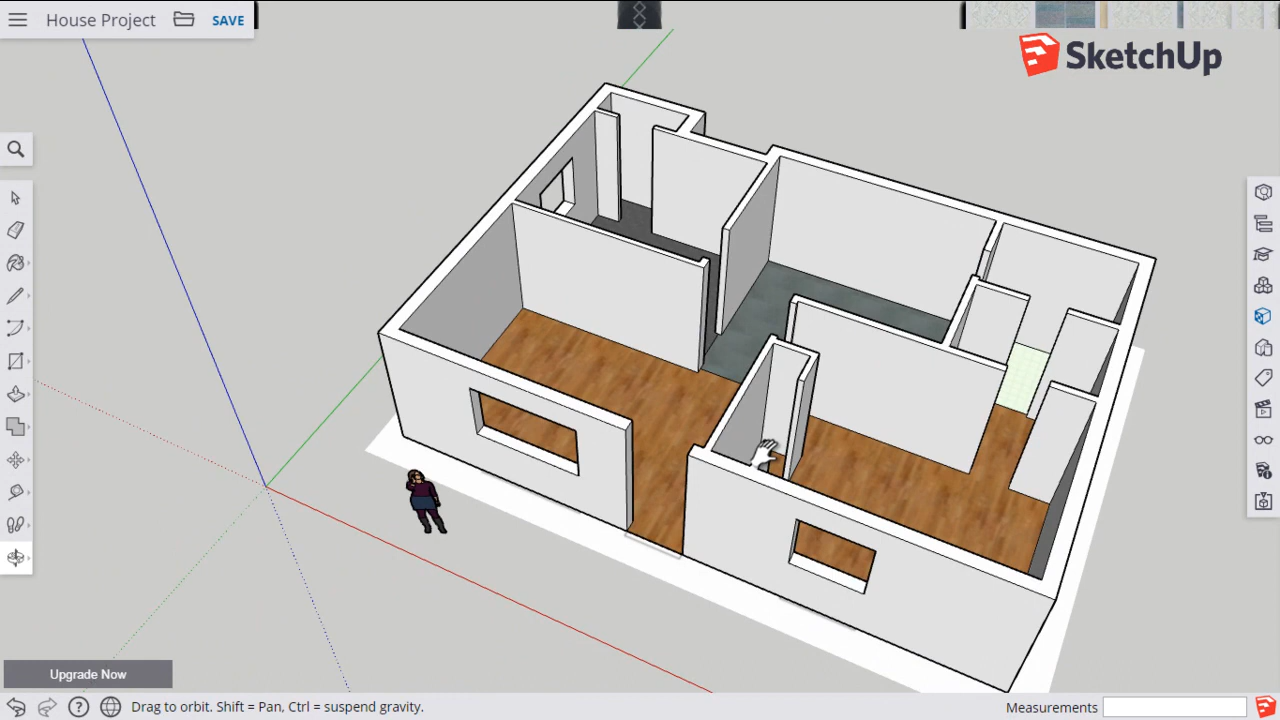 House Project SAVE
SketchUp
Upgrade Now
Drag to orbit. Shift = Pan, Ctrl = suspend gravity. Measurements